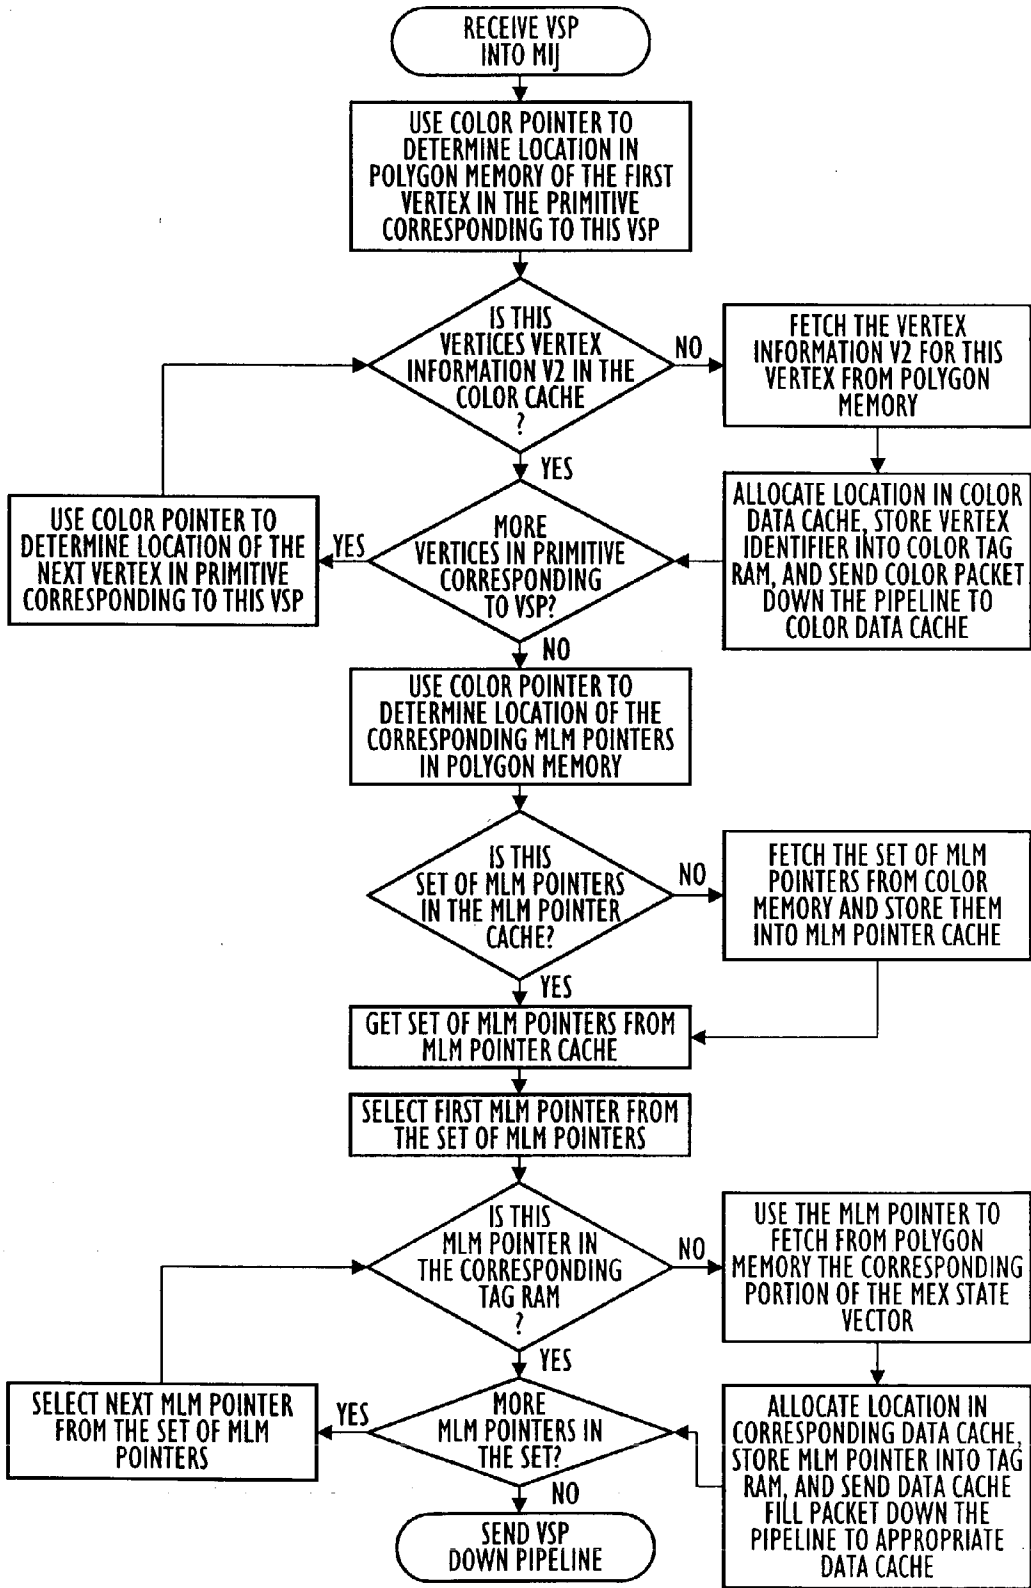 RECEIVE VSP
INTO MIJ
USE COLOR POINTER TO
DETERMINE LOCATION IN
POLYGON MEMORY OF THE FIRST
VERTEX IN THE PRIMITIVE
CORRESPONDING TO THIS VSP
IS THIS
VERTICES VERTEX
INFORMATION V2 IN THE
COLOR CACHE
?
NO
FETCH THE VERTEX
INFORMATION V2 FOR THIS
VERTEX FROM POLYGON
MEMORY
YES
ALLOCATE LOCATION IN COLOR
DATA CACHE, STORE VERTEX
IDENTIFIER INTO COLOR TAG
RAM, AND SEND COLOR PACKET
DOWN THE PIPELINE TO
COLOR DATA CACHE
MORE
VERTICES IN PRIMITIVE
CORRESPONDING
TO VSP?
YES
USE COLOR POINTER TO
DETERMINE LOCATION OF THE
NEXT VERTEX IN PRIMITIVE
CORRESPONDING TO THIS VSP
NO
USE COLOR POINTER TO
DETERMINE LOCATION OF THE
CORRESPONDING MLM POINTERS
IN POLYGON MEMORY
IS THIS
SET OF MLM POINTERS
IN THE MLM POINTER
CACHE?
NO
FETCH THE SET OF MLM
POINTERS FROM COLOR
MEMORY AND STORE THEM
INTO MLM POINTER CACHE
YES
GET SET OF MLM POINTERS FROM
MLM POINTER CACHE
SELECT FIRST MLM POINTER FROM
THE SET OF MLM POINTERS
IS THIS
MLM POINTER IN
THE CORRESPONDING
TAG RAM
?
NO
USE THE MLM POINTER TO
FETCH FROM POLYGON
MEMORY THE CORRESPONDING
PORTION OF THE MEX STATE
VECTOR
YES
ALLOCATE LOCATION IN
CORRESPONDING DATA CACHE,
STORE MLM POINTER INTO TAG
RAM, AND SEND DATA CACHE
FILL PACKET DOWN THE
PIPELINE TO APPROPRIATE
DATA CACHE
MORE
MLM POINTERS IN
THE SET?
YES
SELECT NEXT MLM POINTER
FROM THE SET OF MLM
POINTERS
NO
SEND VSP
DOWN PIPELINE